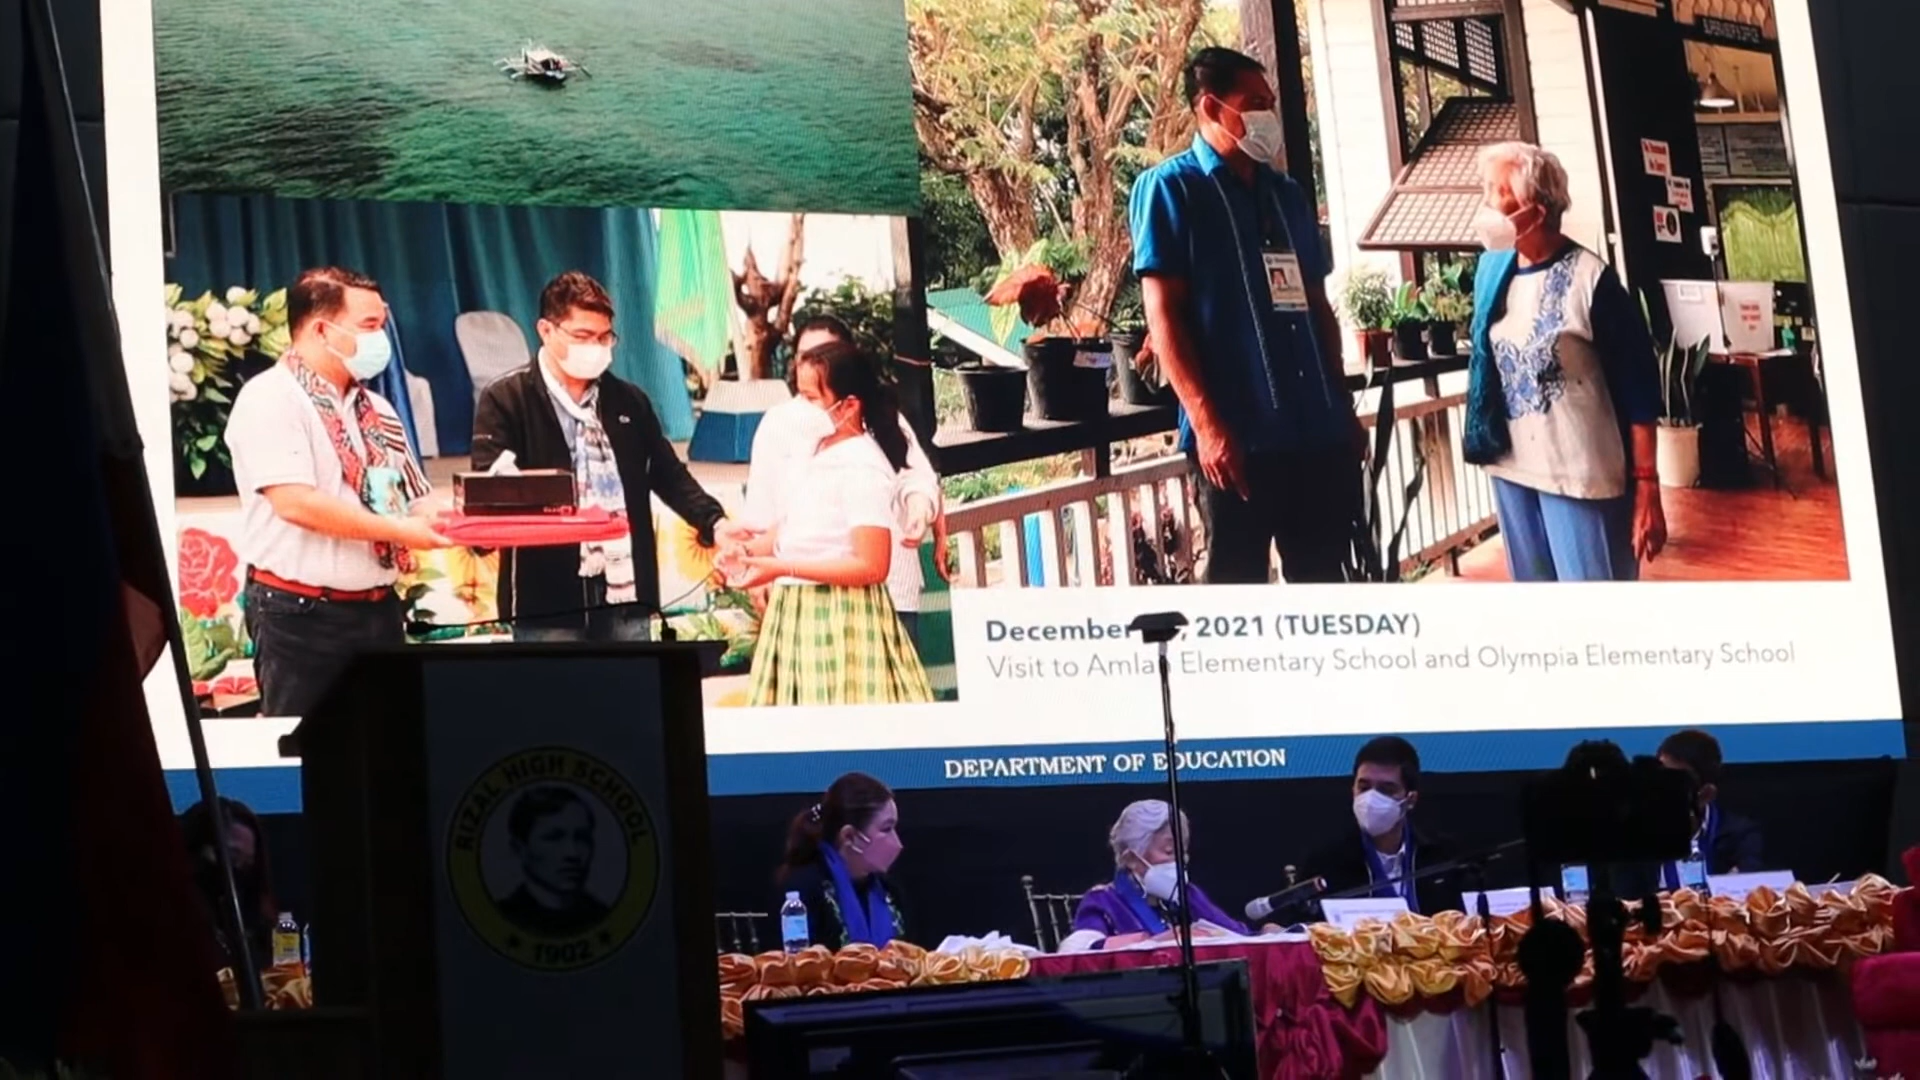 December , 2021 (TUESDAY)
Visit to Amlan Elementary School and Olympia Elementary School
DEPARTMENT OF EDUCATION
RIZAL HIGH SCHOOL
1902